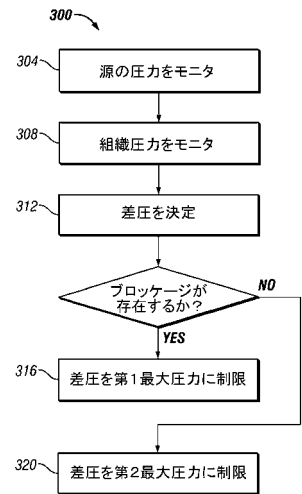 300
304
源の圧力をモニタ
308
組織圧力をモニタ
312
差圧を決定
ブロッケージが
存在するか?
NO
YES
316
差圧を第1最大圧力に制限
320
差圧を第2最大圧力に制限